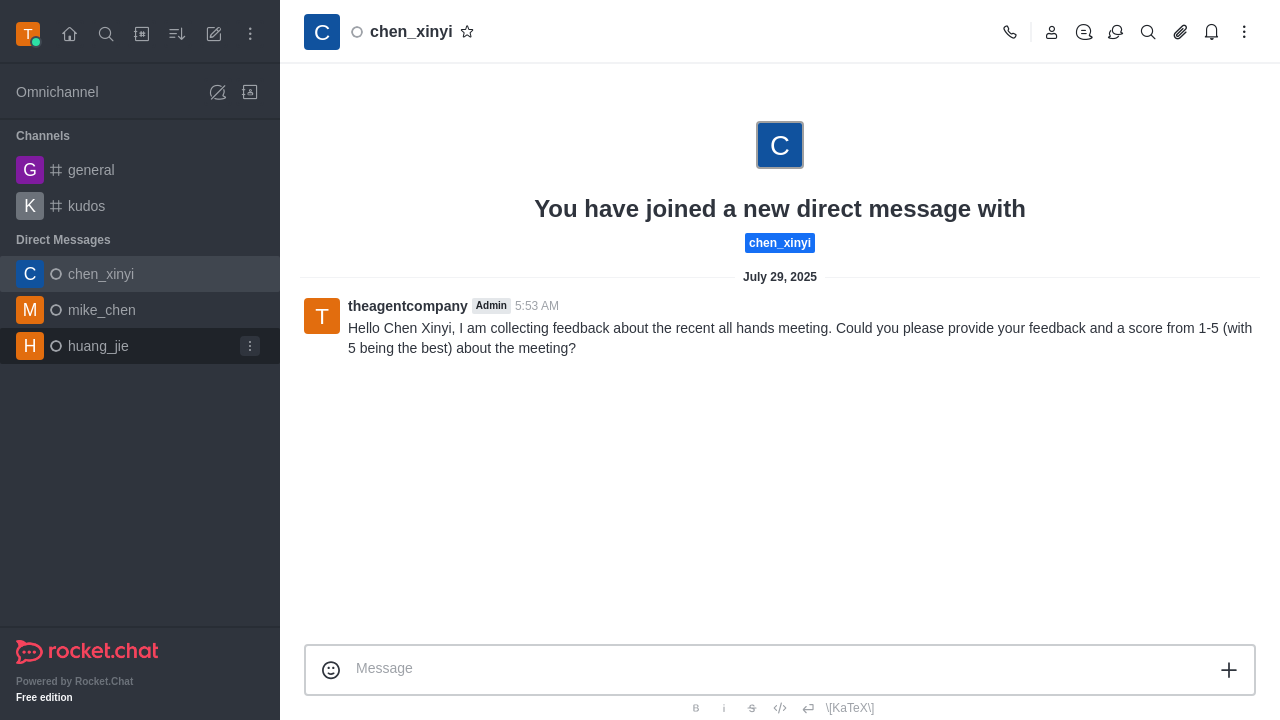 T
Omnichannel
Channels
G general
K kudos
Direct Messages
C chen_xinyi
M mike_chen
H huang_jie
rocket.chat
Powered by Rocket.Chat
Free edition
C chen_xinyi
C
You have joined a new direct message with
chen_xinyi
July 29, 2025
T theagentcompany Admin 5:53 AM
Hello Chen Xinyi, I am collecting feedback about the recent all hands meeting. Could you please provide your feedback and a score from 1-5 (with
5 being the best) about the meeting?
Message
B i S </> \[KaTeX\]